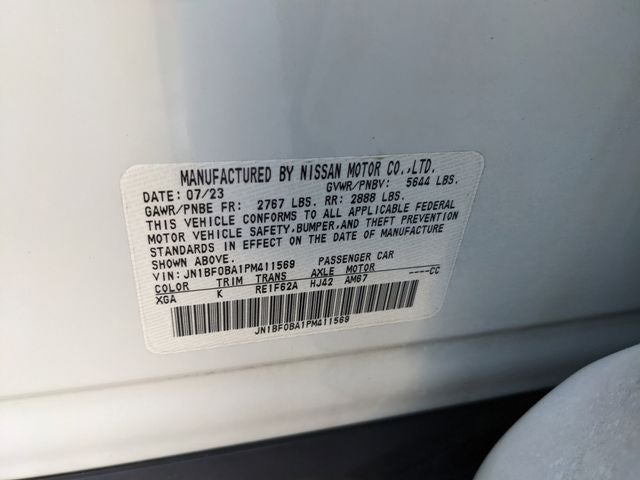 MANUFACTURED BY NISSAN MOTOR CO.,LTD.
DATE: 07/23 GVWR/PNBV: 5644 LBS.
GAWR/PNBE FR: 2767 LBS. RR: 2888 LBS.
THIS VEHICLE CONFORMS TO ALL APPLICABLE FEDERAL
MOTOR VEHICLE SAFETY,BUMPER,AND THEFT PREVENTION
STANDARDS IN EFFECT ON THE DATE OF MANUFACTURE
SHOWN ABOVE.
VIN: JN1BF0BA1PM411569 PASSENGER CAR
COLOR TRIM TRANS AXLE MOTOR ----CC
XGA K RE1F62A HJ42 AM67
JN1BF0BA1PM411569